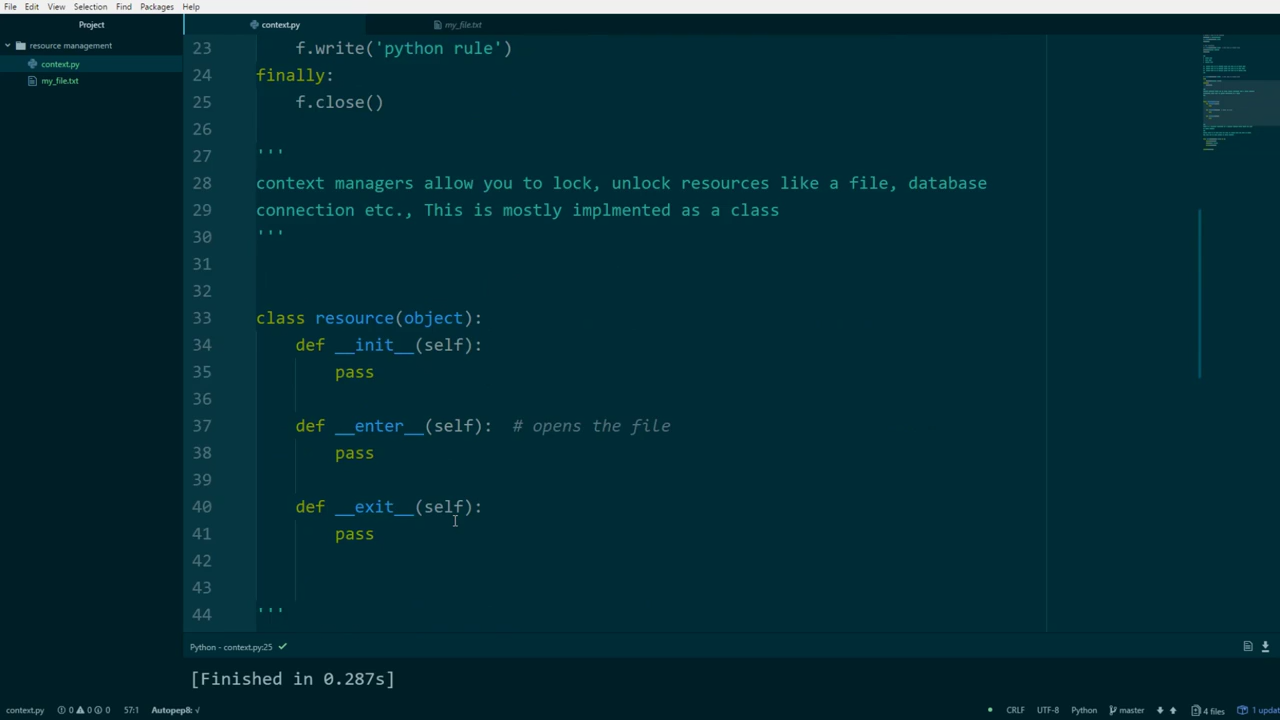 File Edit View Selection Find Packages Help
Project
context.py
my_file.txt
resource management
context.py
my_file.txt
23 f.write('python rule')
24 finally:
25 f.close()
26
27 '''
28 context managers allow you to lock, unlock resources like a file, database
29 connection etc., This is mostly implmented as a class
30 '''
31
32
33 class resource(object):
34 def __init__(self):
35 pass
36
37 def __enter__(self): # opens the file
38 pass
39
40 def __exit__(self):
41 pass
42
43
44 '''
Python - context.py:25
[Finished in 0.287s]
context.py 0 0 0 57:1 Autopep8: √ CRLF UTF-8 Python master 4 files 1 updat